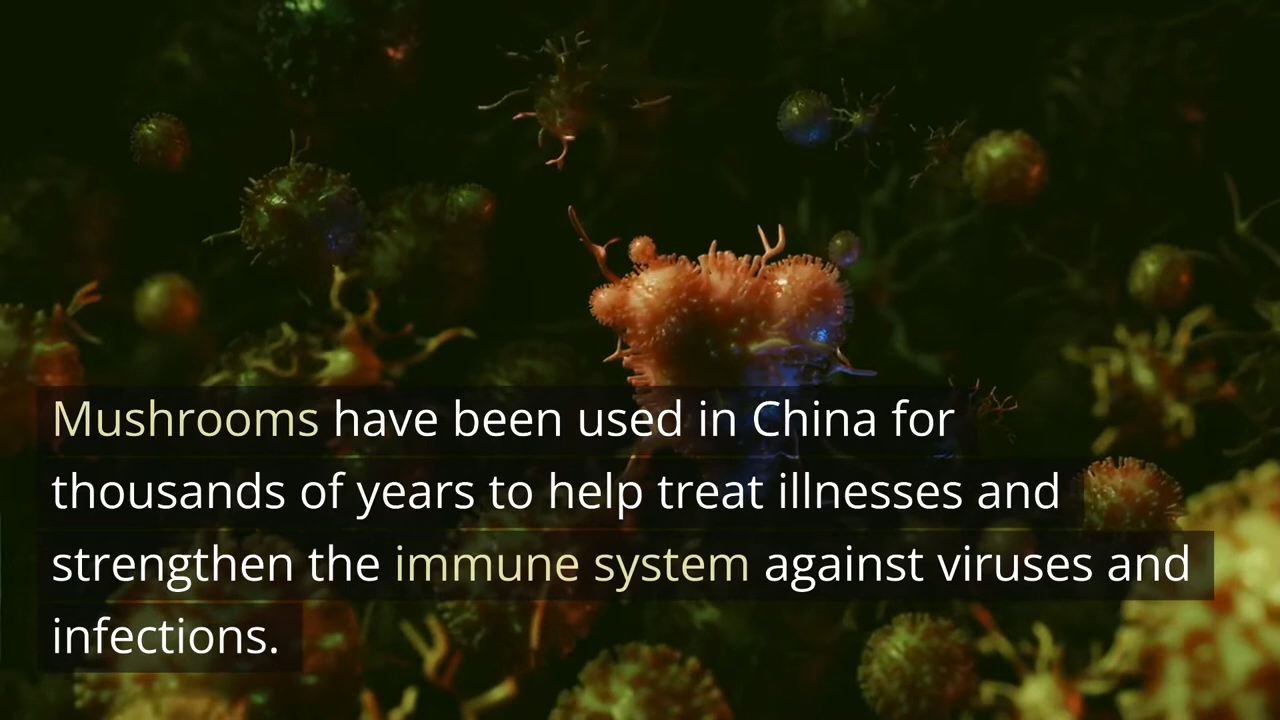 Mushrooms have been used in China for
thousands of years to help treat illnesses and
strengthen the immune system against viruses and
infections.